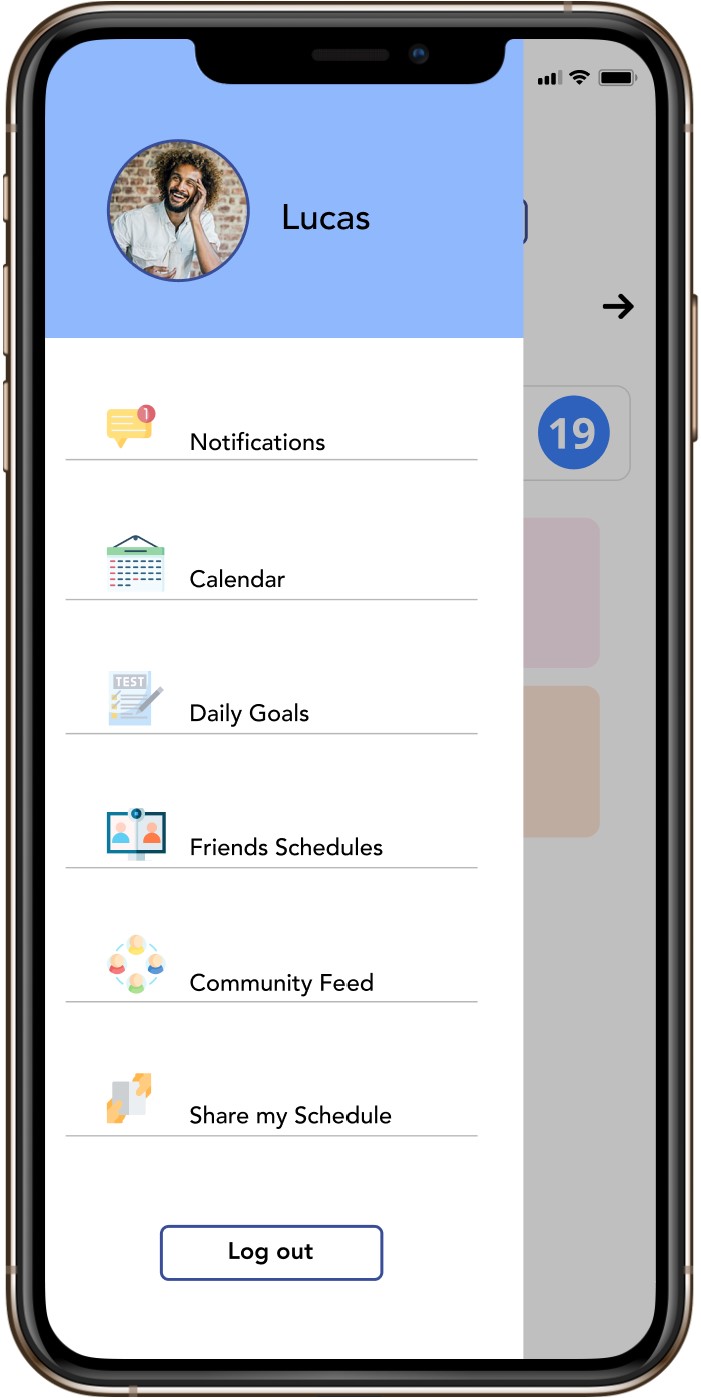 Lucas
19
1
Notifications
Calendar
TEST
Daily Goals
Friends Schedules
Community Feed
Share my Schedule
Log out